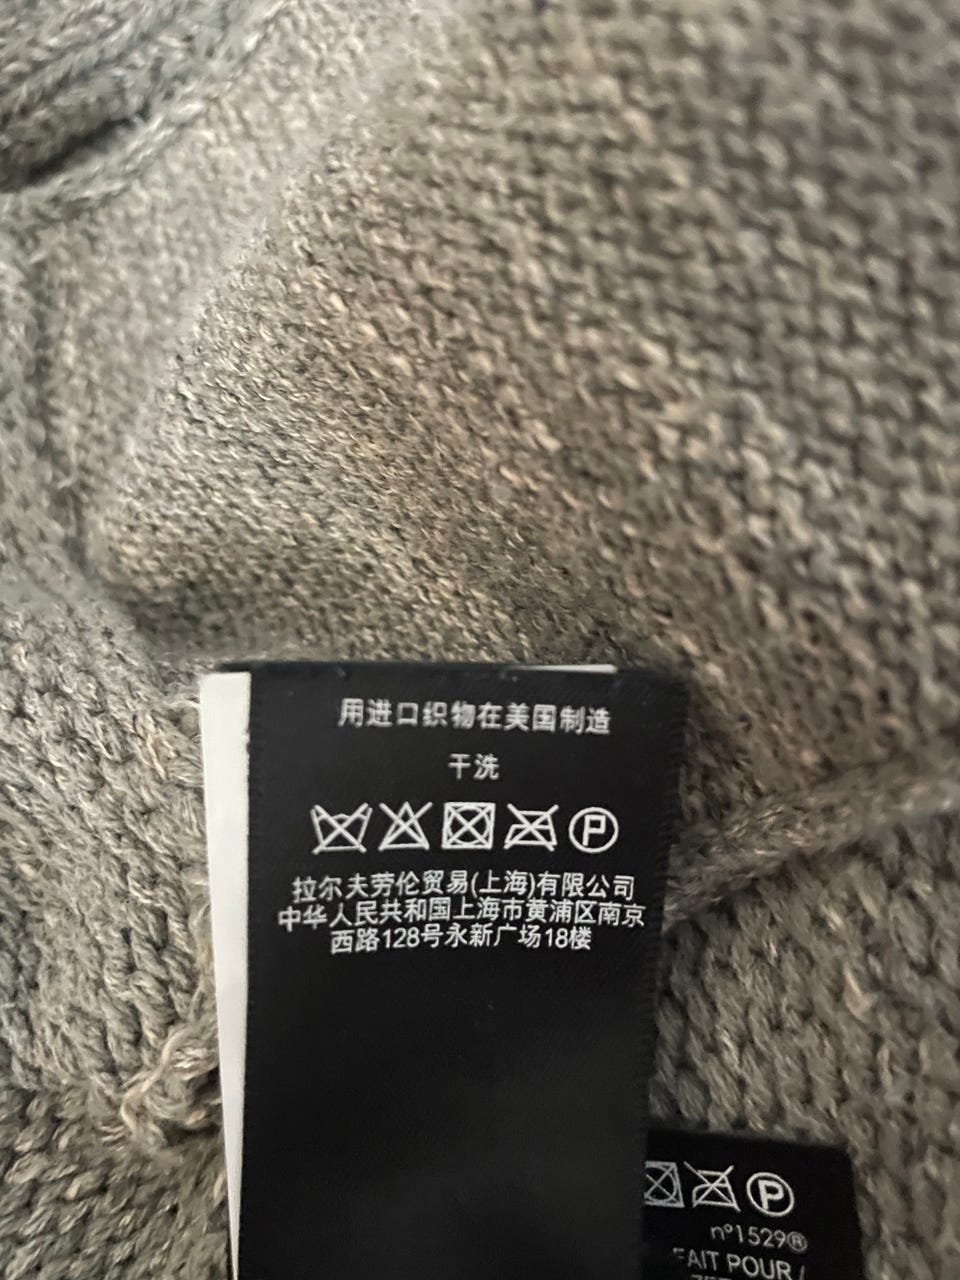 用进口织物在美国制造
干洗
P
拉尔夫劳伦贸易(上海)有限公司
中华人民共和国上海市黄浦区南京
西路128号永新广场18楼
P
n°1529®
FAIT POUR /